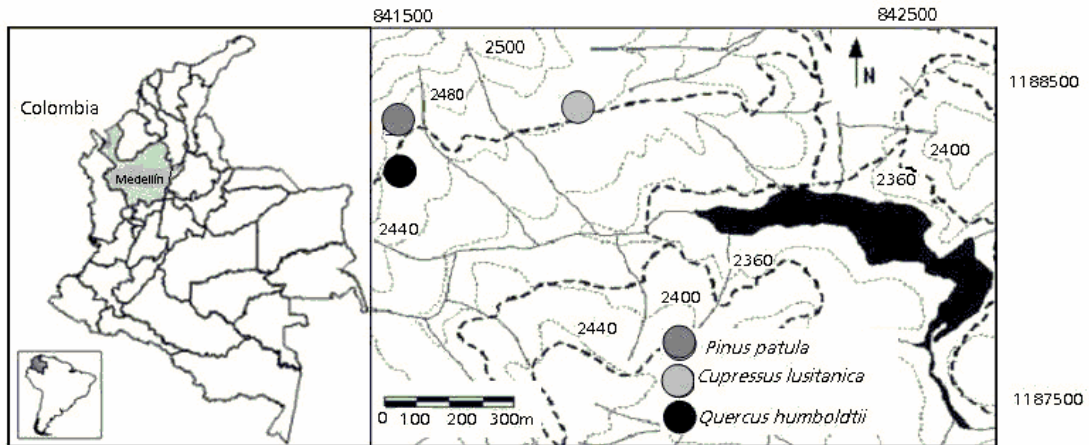 841500
842500
1188500
1187500
Colombia
Medellín
2500
2480
2440
2400
2360
2360
2400
2440
N
Pinus patula
Cupressus lusitanica
Quercus humboldtii
0 100 200 300m